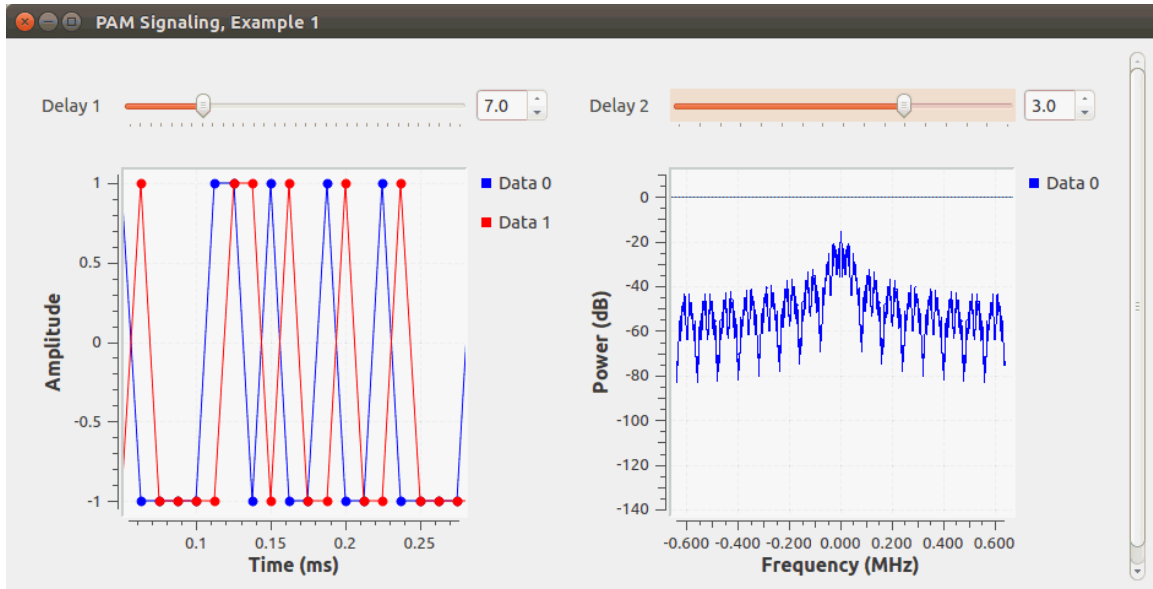 PAM Signaling, Example 1
Delay 1 7.0 Delay 2 3.0
1
0.5
0
-0.5
-1
Amplitude
0.1 0.15 0.2 0.25
Time (ms)
Data 0
Data 1
0
-20
-40
-60
-80
-100
-120
-140
Power (dB)
-0.600 -0.400 -0.200 0.000 0.200 0.400 0.600
Frequency (MHz)
Data 0